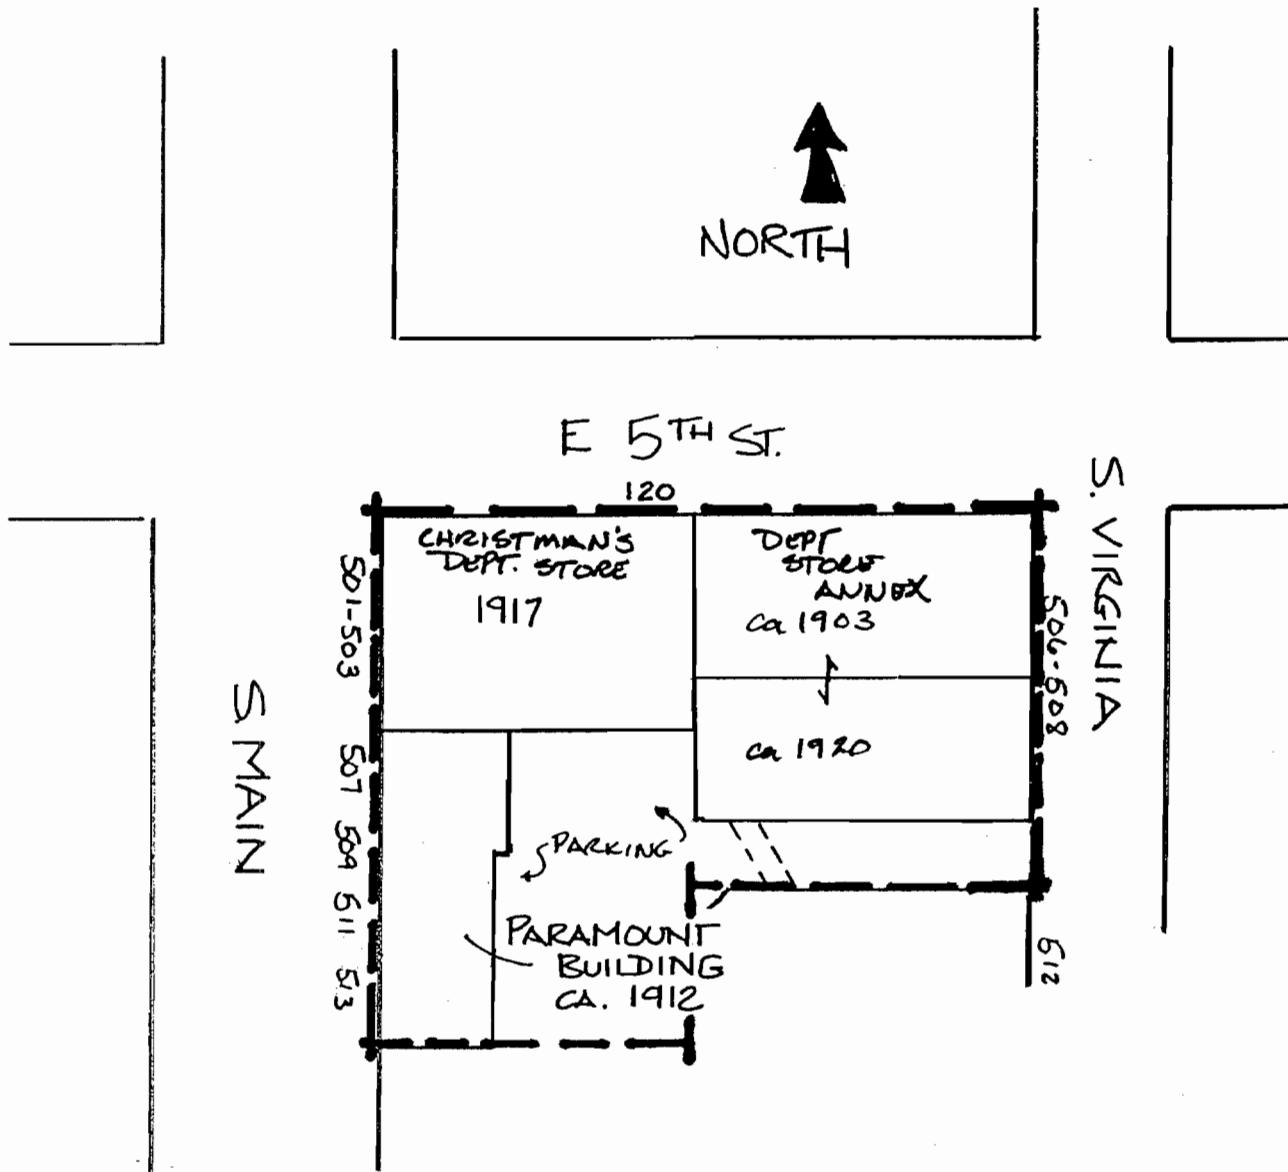 NORTH
E 5TH ST.
120
CHRISTMAN'S
DEPT. STORE
1917
DEPT
STORE
ANNEX
ca 1903
ca 1920
S. VIRGINIA
506-508
512
501-503
507 509 511 513
S. MAIN
PARKING
PARAMOUNT
BUILDING
CA. 1912